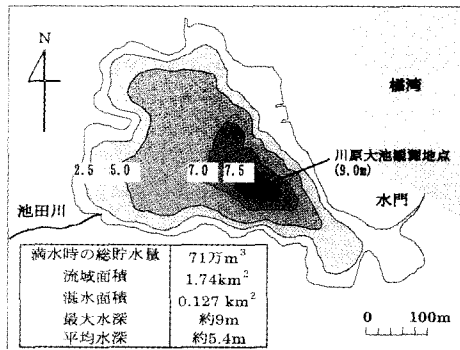 N
橘湾
川原大池観測地点
(9.0m)
2.5 5.0 7.0 7.5
水門
池田川
満水時の総貯水量 71万m³
流域面積 1.74km²
湛水面積 0.127 km²
最大水深 約9m
平均水深 約5.4m
0 100m